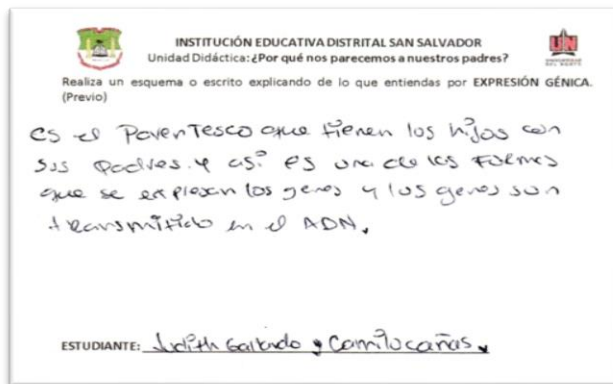 INSTITUCIÓN EDUCATIVA DISTRITAL SAN SALVADOR
Unidad Didáctica: ¿Por qué nos parecemos a nuestros padres?
Realiza un esquema o escrito explicando de lo que entiendas por EXPRESIÓN GÉNICA.
(Previo)
es el Parentesco que tienen los hijos con
sus padres. y así es una de las formas
que se expresan los genes y los genes son
transmitido en el ADN.
ESTUDIANTE: Judith Gallardo y Camilo cañas.